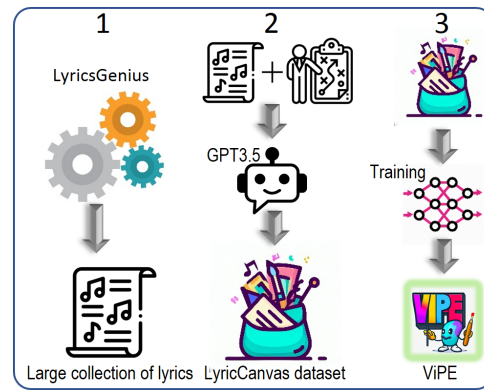 1
LyricsGenius
Large collection of lyrics
2
GPT3.5
LyricCanvas dataset
3
Training
VIPE
ViPE